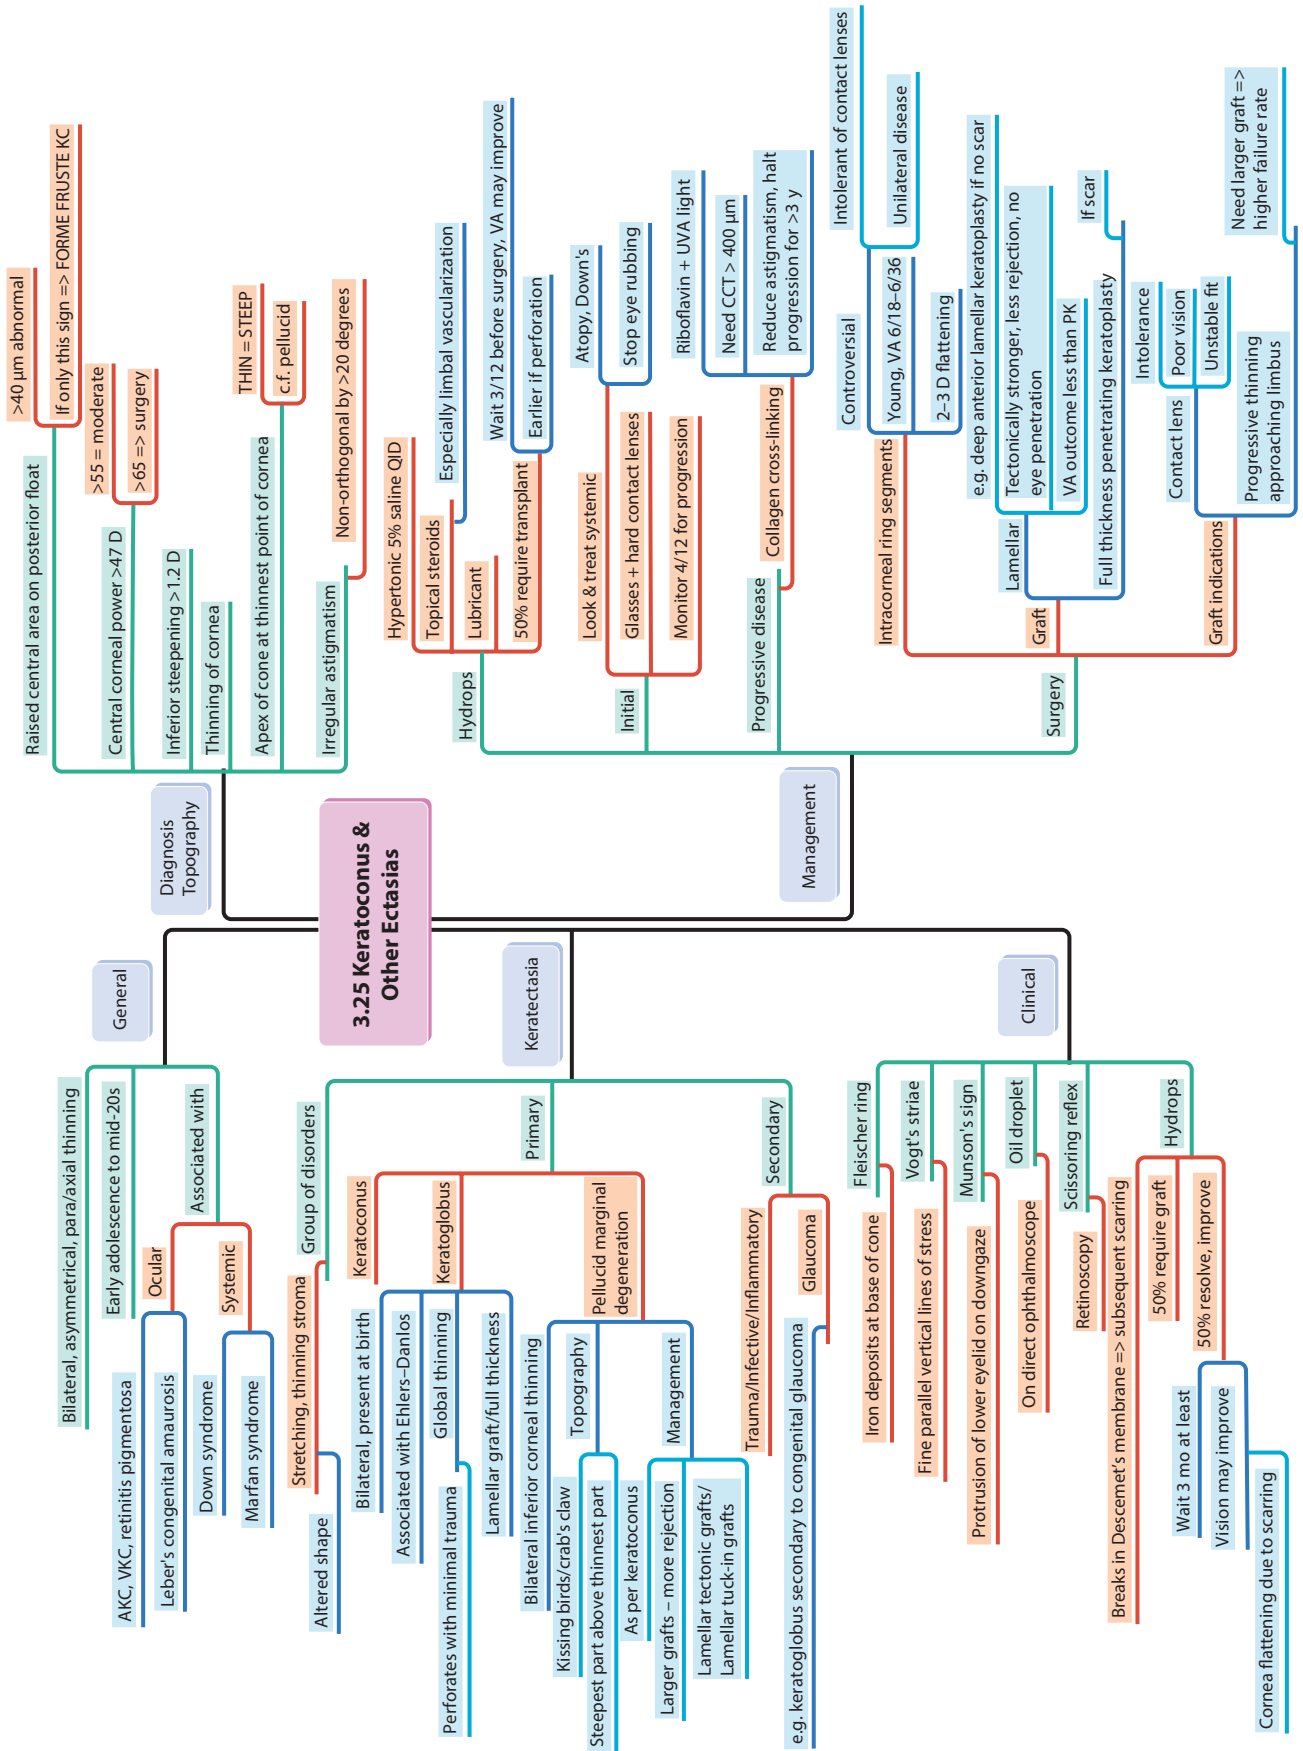 3.25 Keratoconus &
Other Ectasias
General
Bilateral, asymmetrical, para/axial thinning
Early adolescence to mid-20s
Associated with
Ocular
AKC, VKC, retinitis pigmentosa
Leber's congenital amaurosis
Systemic
Down syndrome
Marfan syndrome
Keratectasia
Group of disorders
Stretching, thinning stroma
Altered shape
Primary
Keratoconus
Keratoglobus
Bilateral, present at birth
Associated with Ehlers–Danlos
Global thinning
Perforates with minimal trauma
Lamellar graft/full thickness
Pellucid marginal
degeneration
Bilateral inferior corneal thinning
Topography
Kissing birds/crab's claw
Steepest part above thinnest part
Management
As per keratoconus
Larger grafts – more rejection
Lamellar tectonic grafts/
Lamellar tuck-in grafts
Secondary
Trauma/Infective/Inflammatory
Glaucoma
e.g. keratoglobus secondary to congenital glaucoma
Clinical
Fleischer ring
Iron deposits at base of cone
Vogt's striae
Fine parallel vertical lines of stress
Munson's sign
Protrusion of lower eyelid on downgaze
Oil droplet
On direct ophthalmoscope
Scissoring reflex
Retinoscopy
Hydrops
Breaks in Descemet's membrane => subsequent scarring
50% require graft
50% resolve, improve
Wait 3 mo at least
Vision may improve
Cornea flattening due to scarring
Diagnosis
Topography
Raised central area on posterior float
>40 μm abnormal
If only this sign => FORME FRUSTE KC
Central corneal power >47 D
>55 = moderate
>65 => surgery
Inferior steepening >1.2 D
Thinning of cornea
Apex of cone at thinnest point of cornea
THIN = STEEP
c.f. pellucid
Irregular astigmatism
Non-orthogonal by >20 degrees
Management
Hydrops
Hypertonic 5% saline QID
Topical steroids
Especially limbal vascularization
Lubricant
50% require transplant
Wait 3/12 before surgery, VA may improve
Earlier if perforation
Initial
Look & treat systemic
Atopy, Down's
Stop eye rubbing
Glasses + hard contact lenses
Monitor 4/12 for progression
Progressive disease
Collagen cross-linking
Riboflavin + UVA light
Need CCT > 400 μm
Reduce astigmatism, halt
progression for >3 y
Surgery
Intracorneal ring segments
Controversial
Intolerant of contact lenses
Unilateral disease
Young, VA 6/18–6/36
2–3 D flattening
Graft
Lamellar
e.g. deep anterior lamellar keratoplasty if no scar
Tectonically stronger, less rejection, no
eye penetration
VA outcome less than PK
Full thickness penetrating keratoplasty
If scar
Graft indications
Contact lens
Intolerance
Poor vision
Unstable fit
Progressive thinning
approaching limbus
Need larger graft =>
higher failure rate